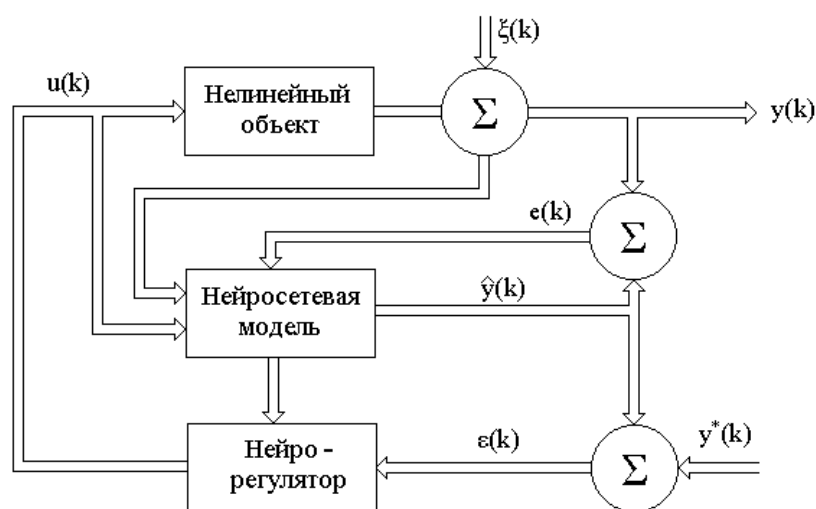 ξ(k)
u(k)
Нелинейный
объект
Σ
y(k)
e(k)
Σ
Нейросетевая
модель
ŷ(k)
Нейро -
регулятор
ε(k)
Σ
y*(k)